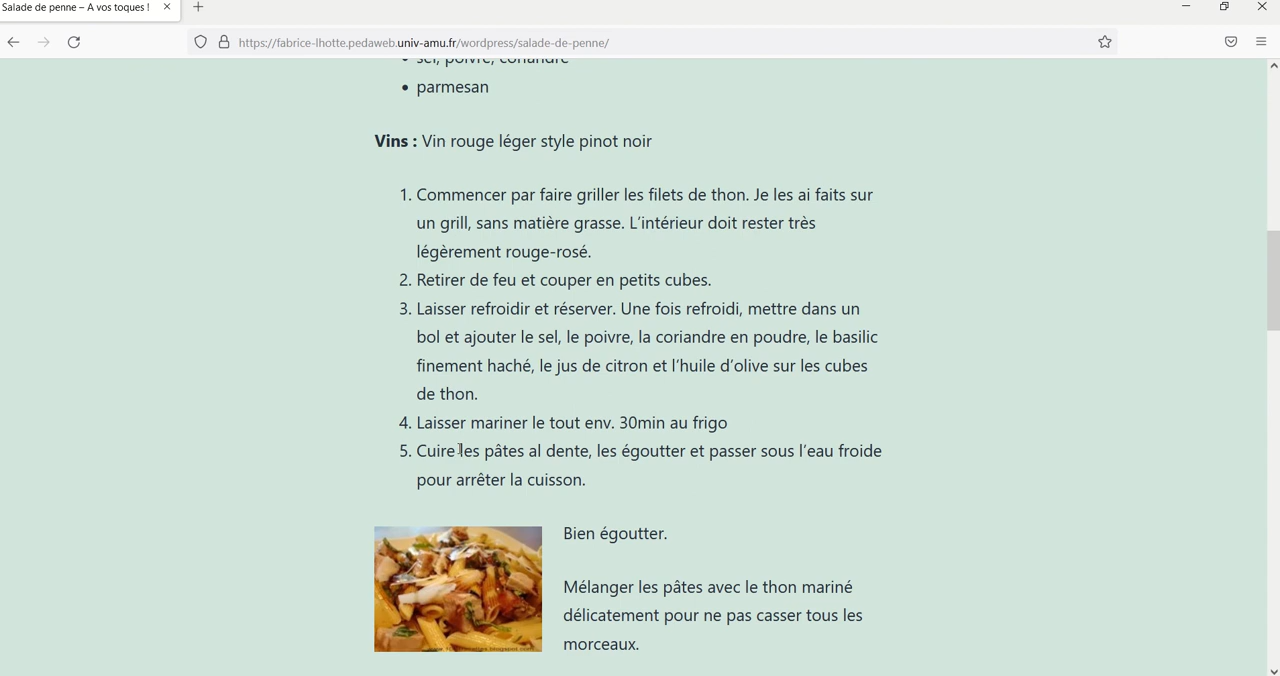 Salade de penne – A vos toques !
https://fabrice-lhotte.pedaweb.univ-amu.fr/wordpress/salade-de-penne/
• sel, poivre, coriandre
• parmesan
Vins : Vin rouge léger style pinot noir
1. Commencer par faire griller les filets de thon. Je les ai faits sur
un grill, sans matière grasse. L’intérieur doit rester très
légèrement rouge-rosé.
2. Retirer de feu et couper en petits cubes.
3. Laisser refroidir et réserver. Une fois refroidi, mettre dans un
bol et ajouter le sel, le poivre, la coriandre en poudre, le basilic
finement haché, le jus de citron et l’huile d’olive sur les cubes
de thon.
4. Laisser mariner le tout env. 30min au frigo
5. Cuire les pâtes al dente, les égoutter et passer sous l’eau froide
pour arrêter la cuisson.
Bien égoutter.
Mélanger les pâtes avec le thon mariné
délicatement pour ne pas casser tous les
morceaux.